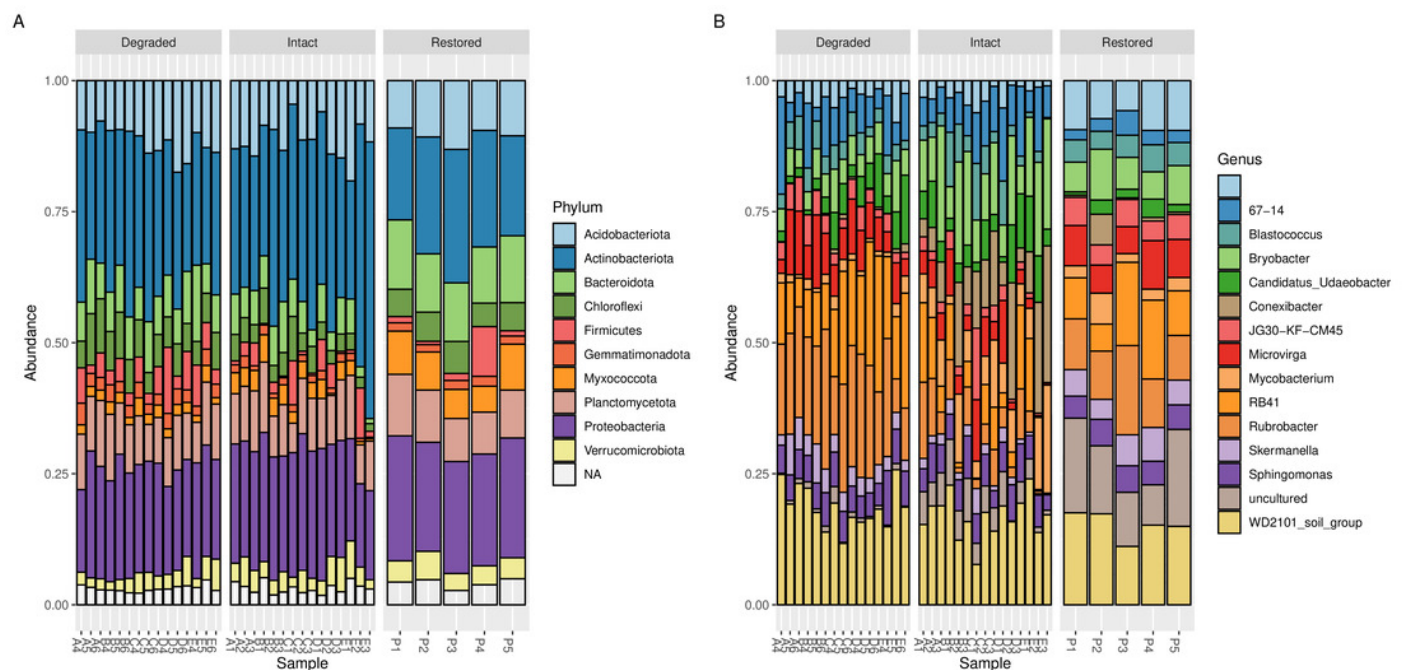 A
Degraded
Intact
Restored
1.00
0.75
0.50
0.25
0.00
Abundance
P1
P2
P3
P4
P5
Sample
Phylum
Acidobacteriota
Actinobacteriota
Bacteroidota
Chloroflexi
Firmicutes
Gemmatimonadota
Myxococcota
Planctomycetota
Proteobacteria
Verrucomicrobiota
NA
B
Degraded
Intact
Restored
1.00
0.75
0.50
0.25
0.00
Abundance
P1
P2
P3
P4
P5
Sample
Genus
67−14
Blastococcus
Bryobacter
Candidatus_Udaeobacter
Conexibacter
JG30−KF−CM45
Microvirga
Mycobacterium
RB41
Rubrobacter
Skermanella
Sphingomonas
uncultured
WD2101_soil_group